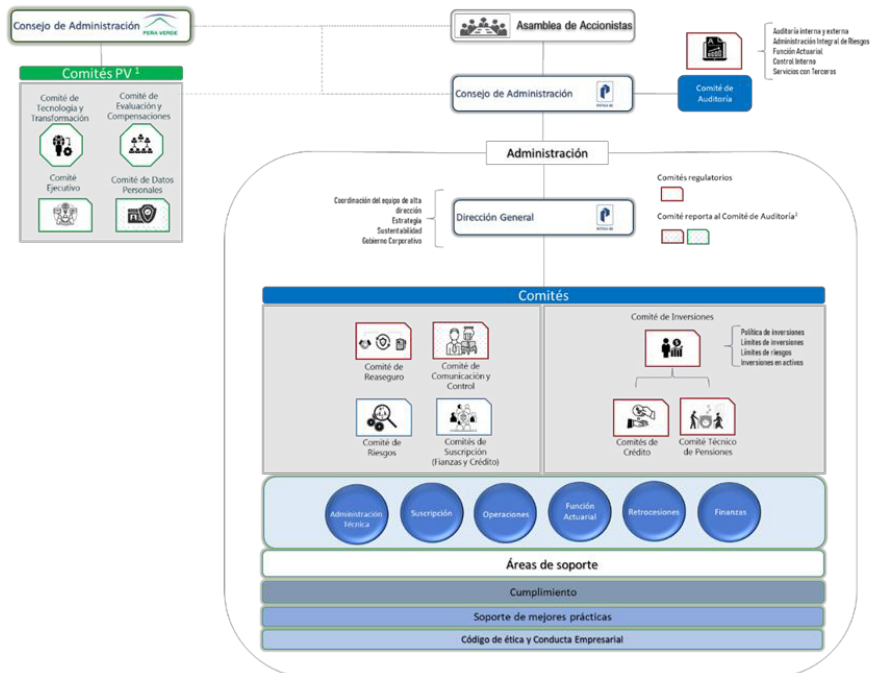 Consejo de Administración
PEÑA VERDE
Asamblea de Accionistas
Auditoría interna y externa
Administración Integral de Riesgos
Función Actuarial
Control Interno
Servicios con Terceros
Comités PV 1
Comité de
Tecnología y
Transformación
Comité de
Evaluación y
Compensaciones
Comité
Ejecutivo
Comité de Datos
Personales
Consejo de Administración
Comité de
Auditoría
Administración
Comités regulatorios
Coordinación del equipo de alta
dirección
Estrategia
Sustentabilidad
Gobierno Corporativo
Dirección General
Comité reporta al Comité de Auditoría
Comités
Comité de
Reaseguro
Comité de
Comunicación y
Control
Comité de
Riesgos
Comités de
Suscripción
(Fianzas y Crédito)
Comité de Inversiones
Política de inversiones
Límites de inversiones
Límites de riesgos
Inversiones en activos
Comités de
Crédito
Comité Técnico
de Pensiones
Administración
Técnica
Suscripción
Operaciones
Función
Actuarial
Retrocesiones
Finanzas
Áreas de soporte
Cumplimiento
Soporte de mejores prácticas
Código de ética y Conducta Empresarial